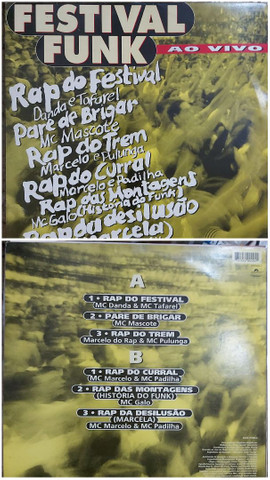 FESTIVAL
FUNK
AO VIVO
Rap do Festival
Danda e Tafarel
Pare de Brigar
MC Mascote
Rap do Trem
Marcelo e Pulunga
Rap do Curral
Marcelo e Padilha
Rap das Montagens
MC Galo (História do Funk)
Rap da desilusão
(Marcela)
A
1 • RAP DO FESTIVAL
(MC Danda & MC Tafarel)
2 • PARE DE BRIGAR
(MC Mascote)
3 • RAP DO TREM
Marcelo do Rap & MC Pulunga)
B
1 • RAP DO CURRAL
MC Marcelo & MC Padilha
2 • RAP DAS MONTAGENS
(HISTÓRIA DO FUNK)
MC Galo
3 • RAP DA DESILUSÃO
(MARCELA)
MC Marcelo & MC Padilha